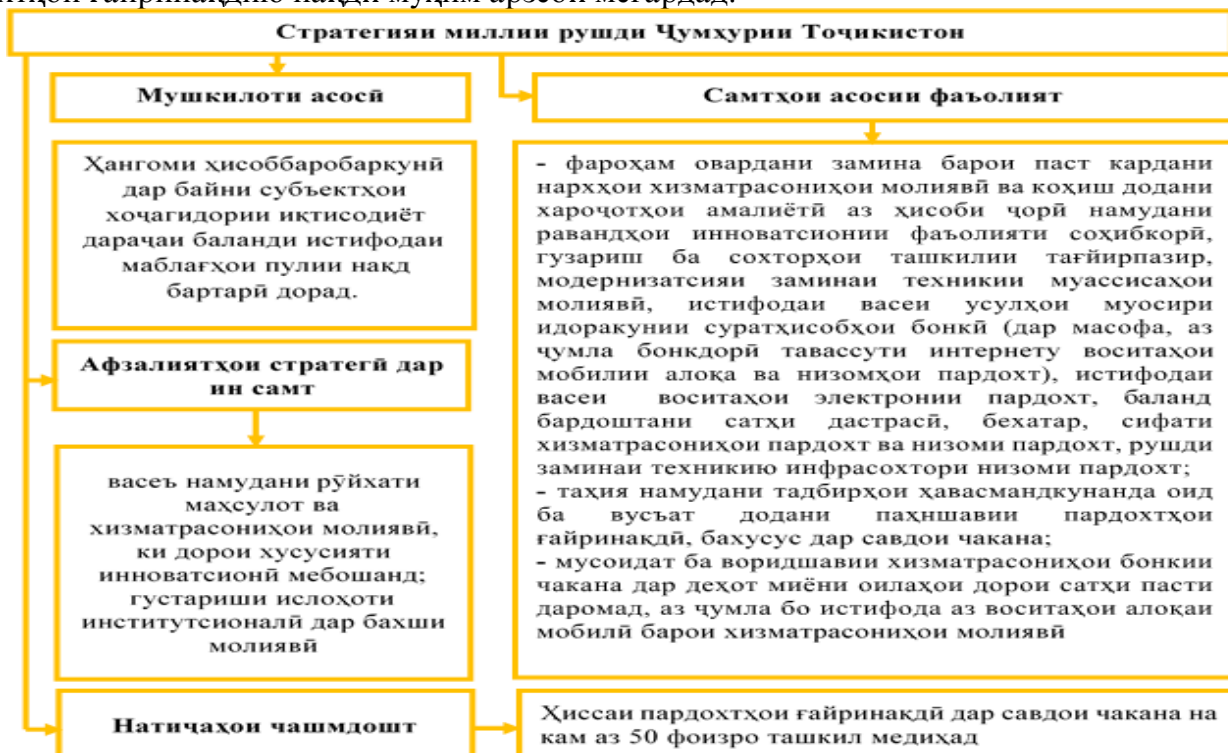 ғайринақдию нақдӣ муҳим арзёбӣ мегардад.
Стратегияи миллии рушди Ҷумҳурии Тоҷикистон
Мушкилоти асосӣ
Ҳангоми ҳисоббаробаркунӣ
дар байни субъектҳои
хоҷагидории иқтисодиёт
дараҷаи баланди истифодаи
маблағҳои пулии нақд
бартарӣ дорад.
Афзалиятҳои стратегӣ дар
ин самт
васеъ намудани рӯйхати
маҳсулот ва
хизматрасониҳои молиявӣ,
ки дорои хусусияти
инноватсионӣ мебошанд;
густариши ислоҳоти
институтсионалӣ дар бахши
молиявӣ
Самтҳои асосии фаъолият
- фароҳам овардани замина барои паст кардани
нархҳои хизматрасониҳои молиявӣ ва коҳиш додани
хароҷотҳои амалиётӣ аз ҳисоби ҷорӣ намудани
равандҳои инноватсионии фаъолияти соҳибкорӣ,
гузариш ба сохторҳои ташкилии тағйирпазир,
модернизатсияи заминаи техникии муассисаҳои
молиявӣ, истифодаи васеи усулҳои муосири
идоракунии суратҳисобҳои бонкӣ (дар масофа, аз
ҷумла бонкдорӣ тавассути интернету воситаҳои
мобилии алоқа ва низомҳои пардохт), истифодаи
васеи воситаҳои электронии пардохт, баланд
бардоштани сатҳи дастрасӣ, бехатар, сифати
хизматрасониҳои пардохт ва низоми пардохт, рушди
заминаи техникию инфрасохтори низоми пардохт;
- таҳия намудани тадбирҳои ҳавасмандкунанда оид
ба вусъат додани паҳншавии пардохтҳои
ғайринақдӣ, бахусус дар савдои чакана;
- мусоидат ба воридшавии хизматрасониҳои бонкии
чакана дар деҳот миёни оилаҳои дорои сатҳи пасти
даромад, аз ҷумла бо истифода аз воситаҳои алоқаи
мобилӣ барои хизматрасониҳои молиявӣ
Натиҷаҳои чашмдошт
Ҳиссаи пардохтҳои ғайринақдӣ дар савдои чакана на
кам аз 50 фоизро ташкил медиҳад